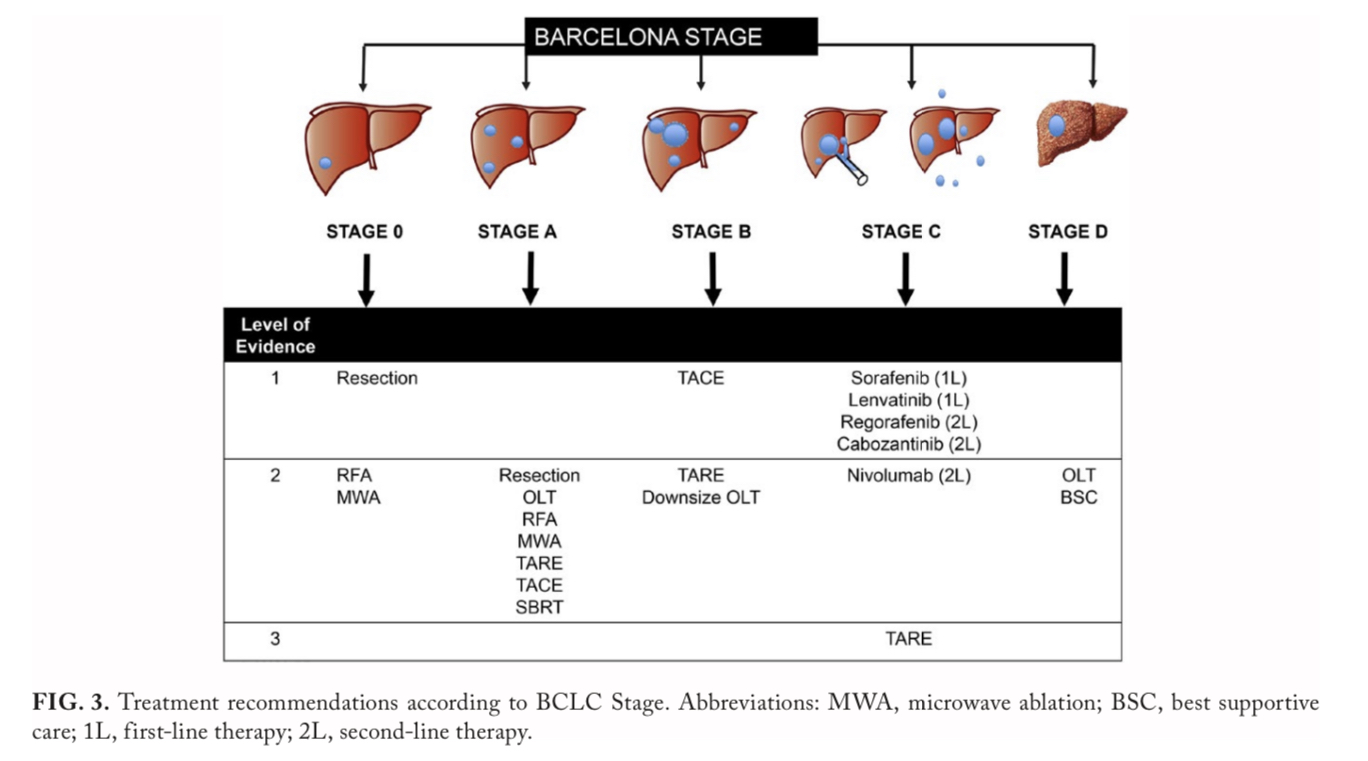 BARCELONA STAGE
STAGE 0 STAGE A STAGE B STAGE C STAGE D
Level of
Evidence
1 Resection TACE Sorafenib (1L)
Lenvatinib (1L)
Regorafenib (2L)
Cabozantinib (2L)
2 RFA Resection TARE Nivolumab (2L) OLT
MWA OLT Downsize OLT BSC
RFA
MWA
TARE
TACE
SBRT
3 TARE
FIG. 3. Treatment recommendations according to BCLC Stage. Abbreviations: MWA, microwave ablation; BSC, best supportive
care; 1L, first-line therapy; 2L, second-line therapy.